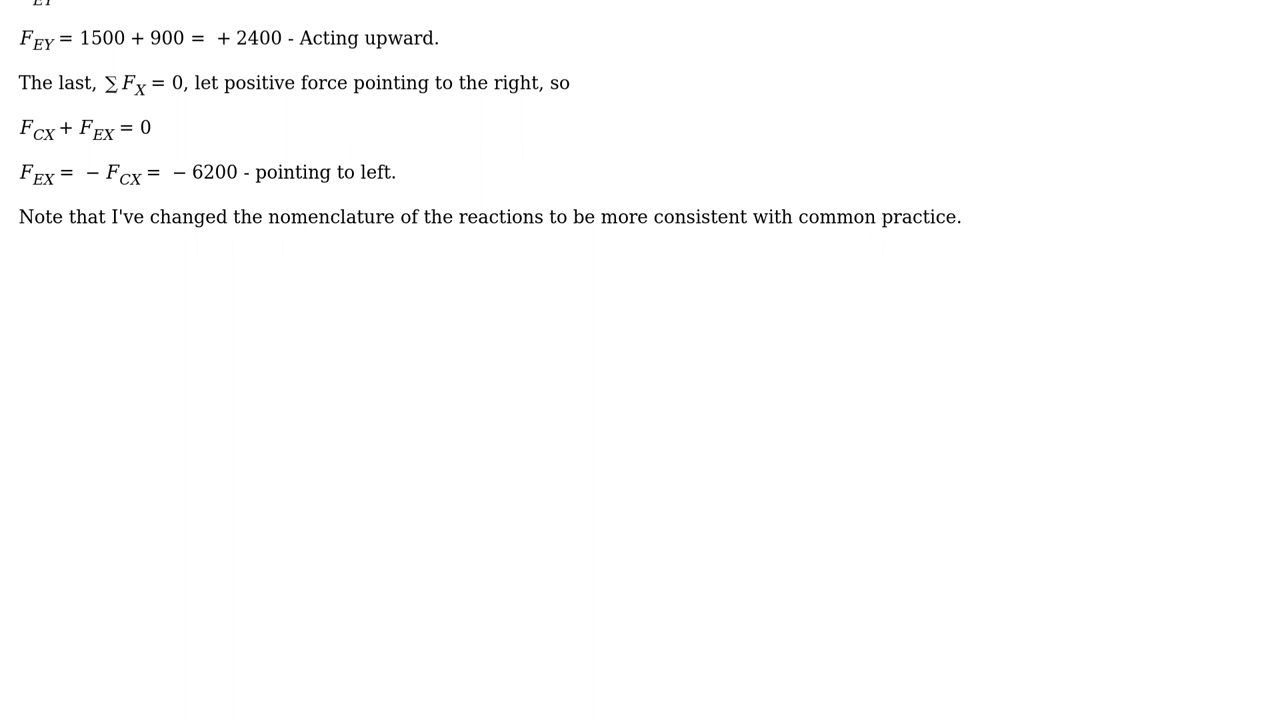 EY
F_EY = 1500 + 900 = + 2400 - Acting upward.
The last, ∑ F_X = 0, let positive force pointing to the right, so
F_CX + F_EX = 0
F_EX = − F_CX = − 6200 - pointing to left.
Note that I've changed the nomenclature of the reactions to be more consistent with common practice.